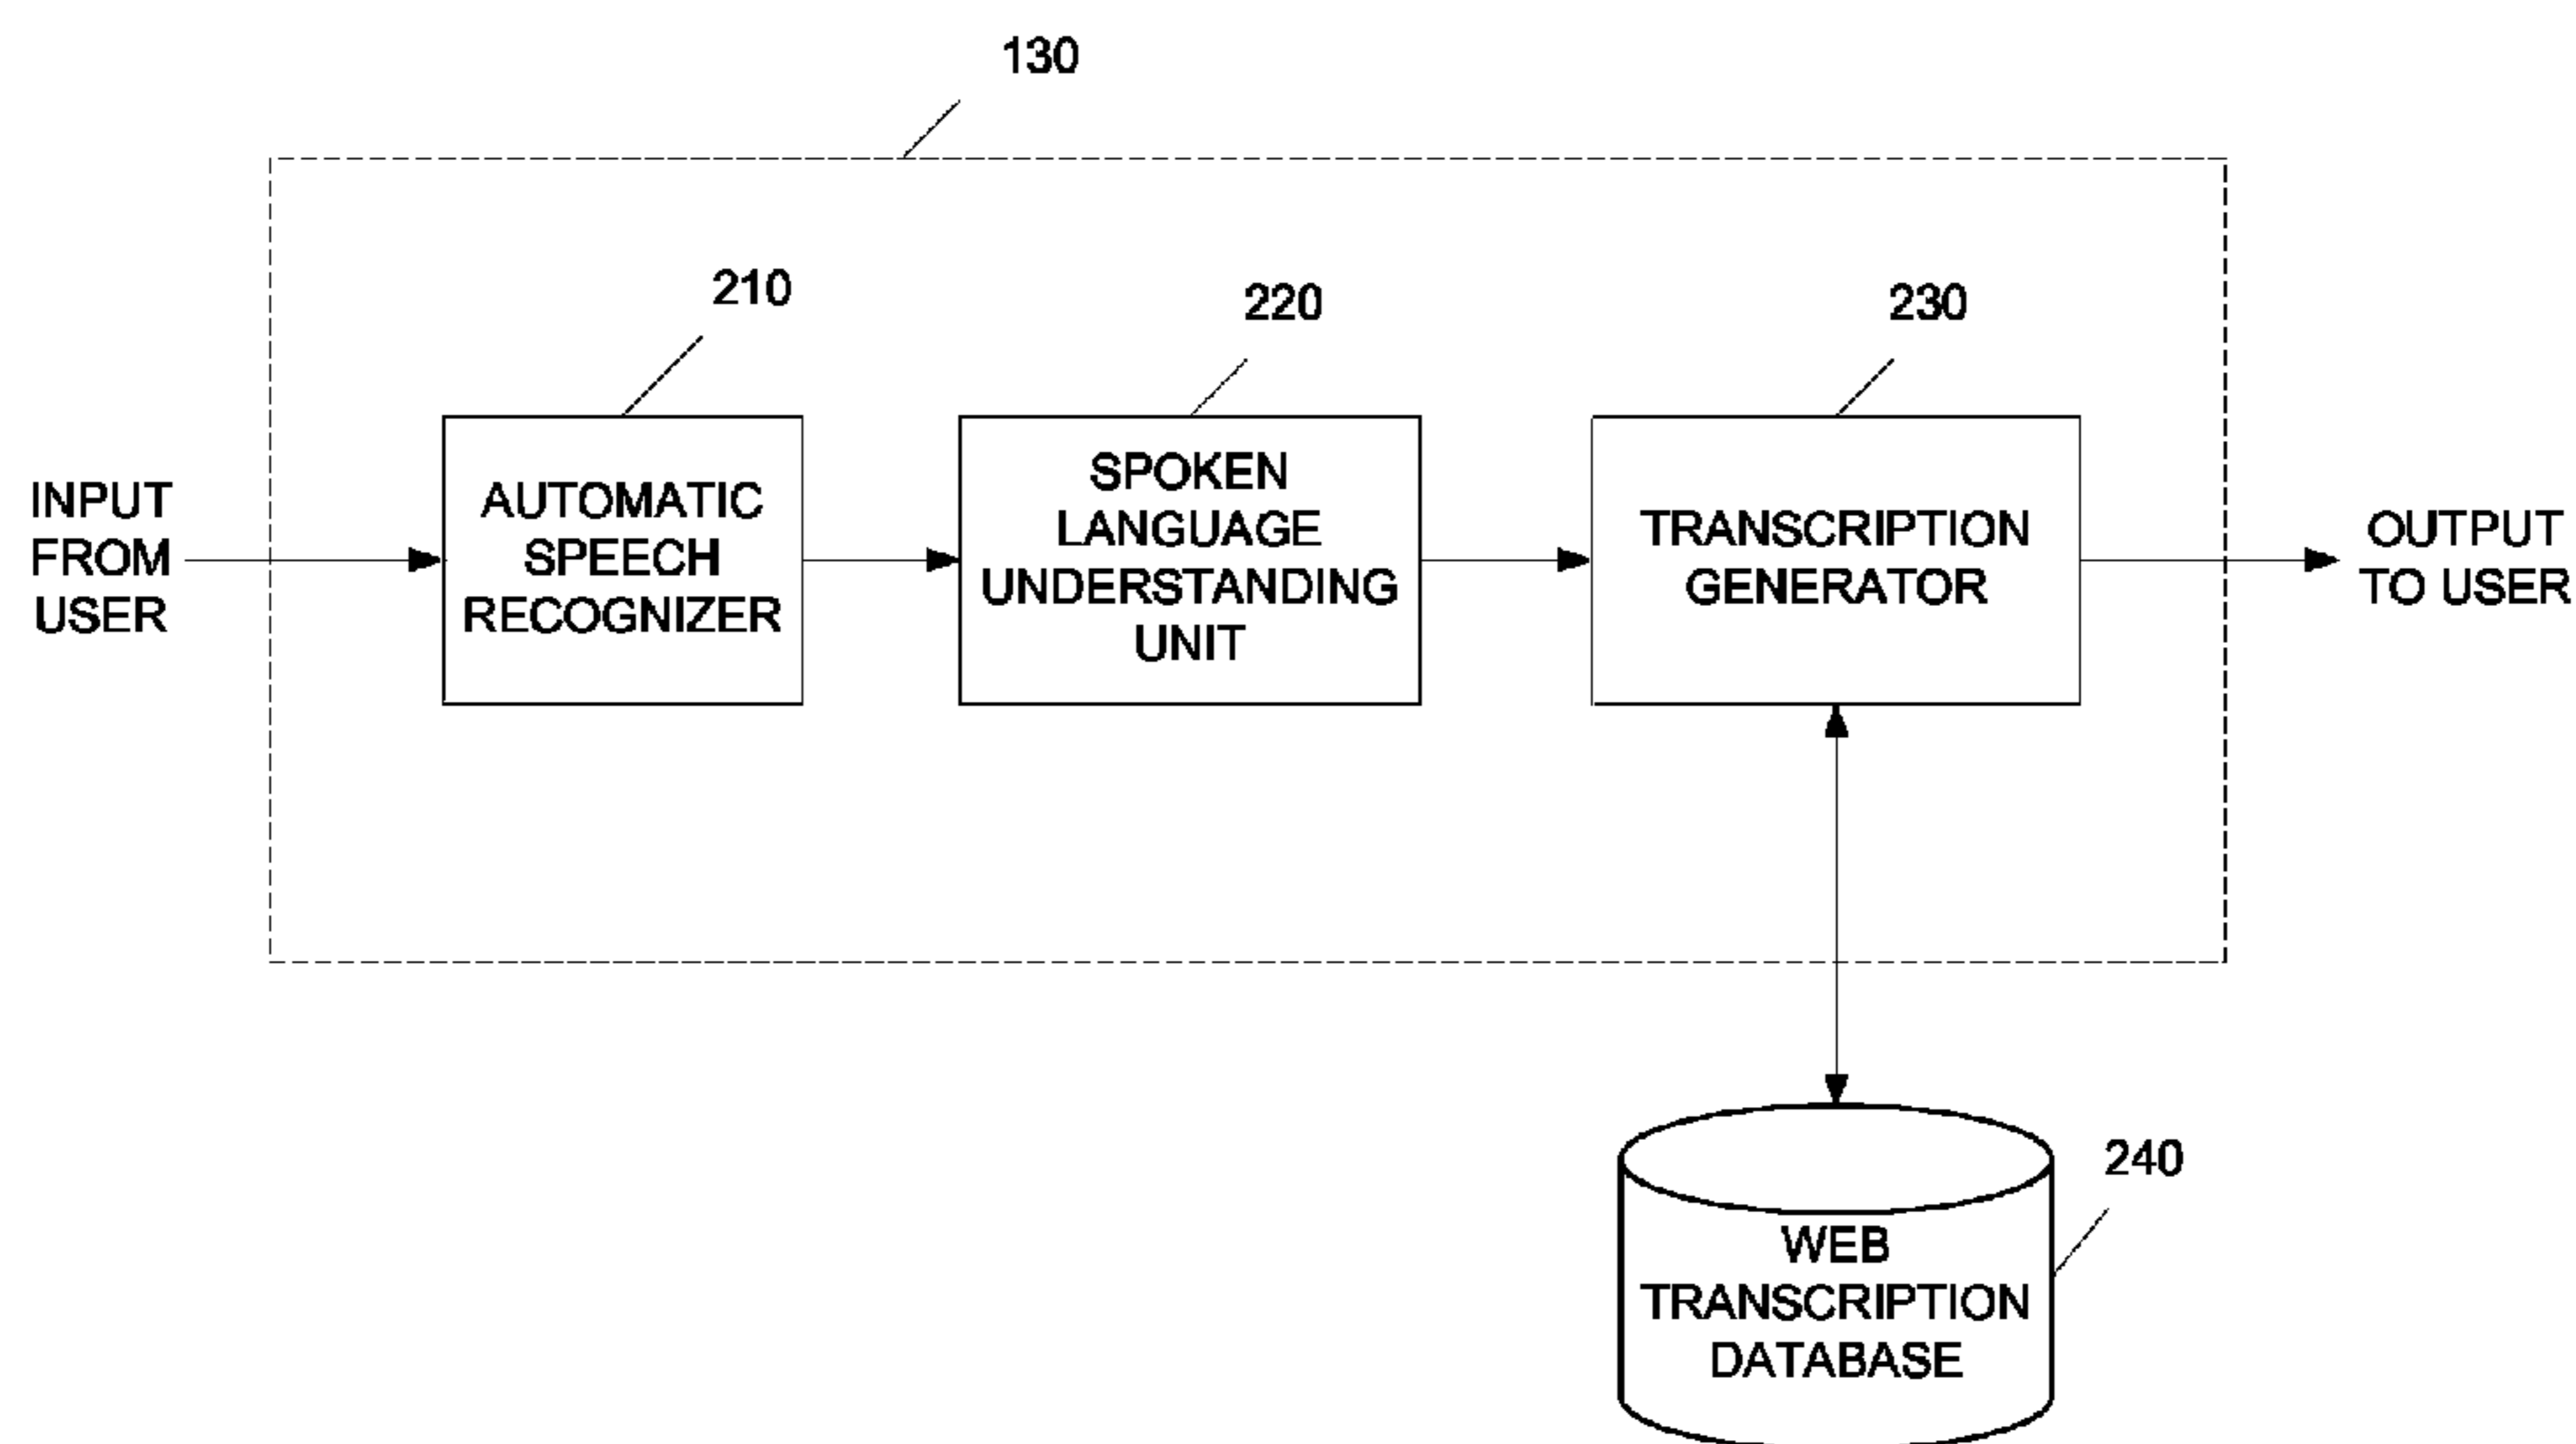 130
210
220
230
INPUT
FROM
USER
AUTOMATIC
SPEECH
RECOGNIZER
SPOKEN
LANGUAGE
UNDERSTANDING
UNIT
TRANSCRIPTION
GENERATOR
OUTPUT
TO USER
240
WEB
TRANSCRIPTION
DATABASE